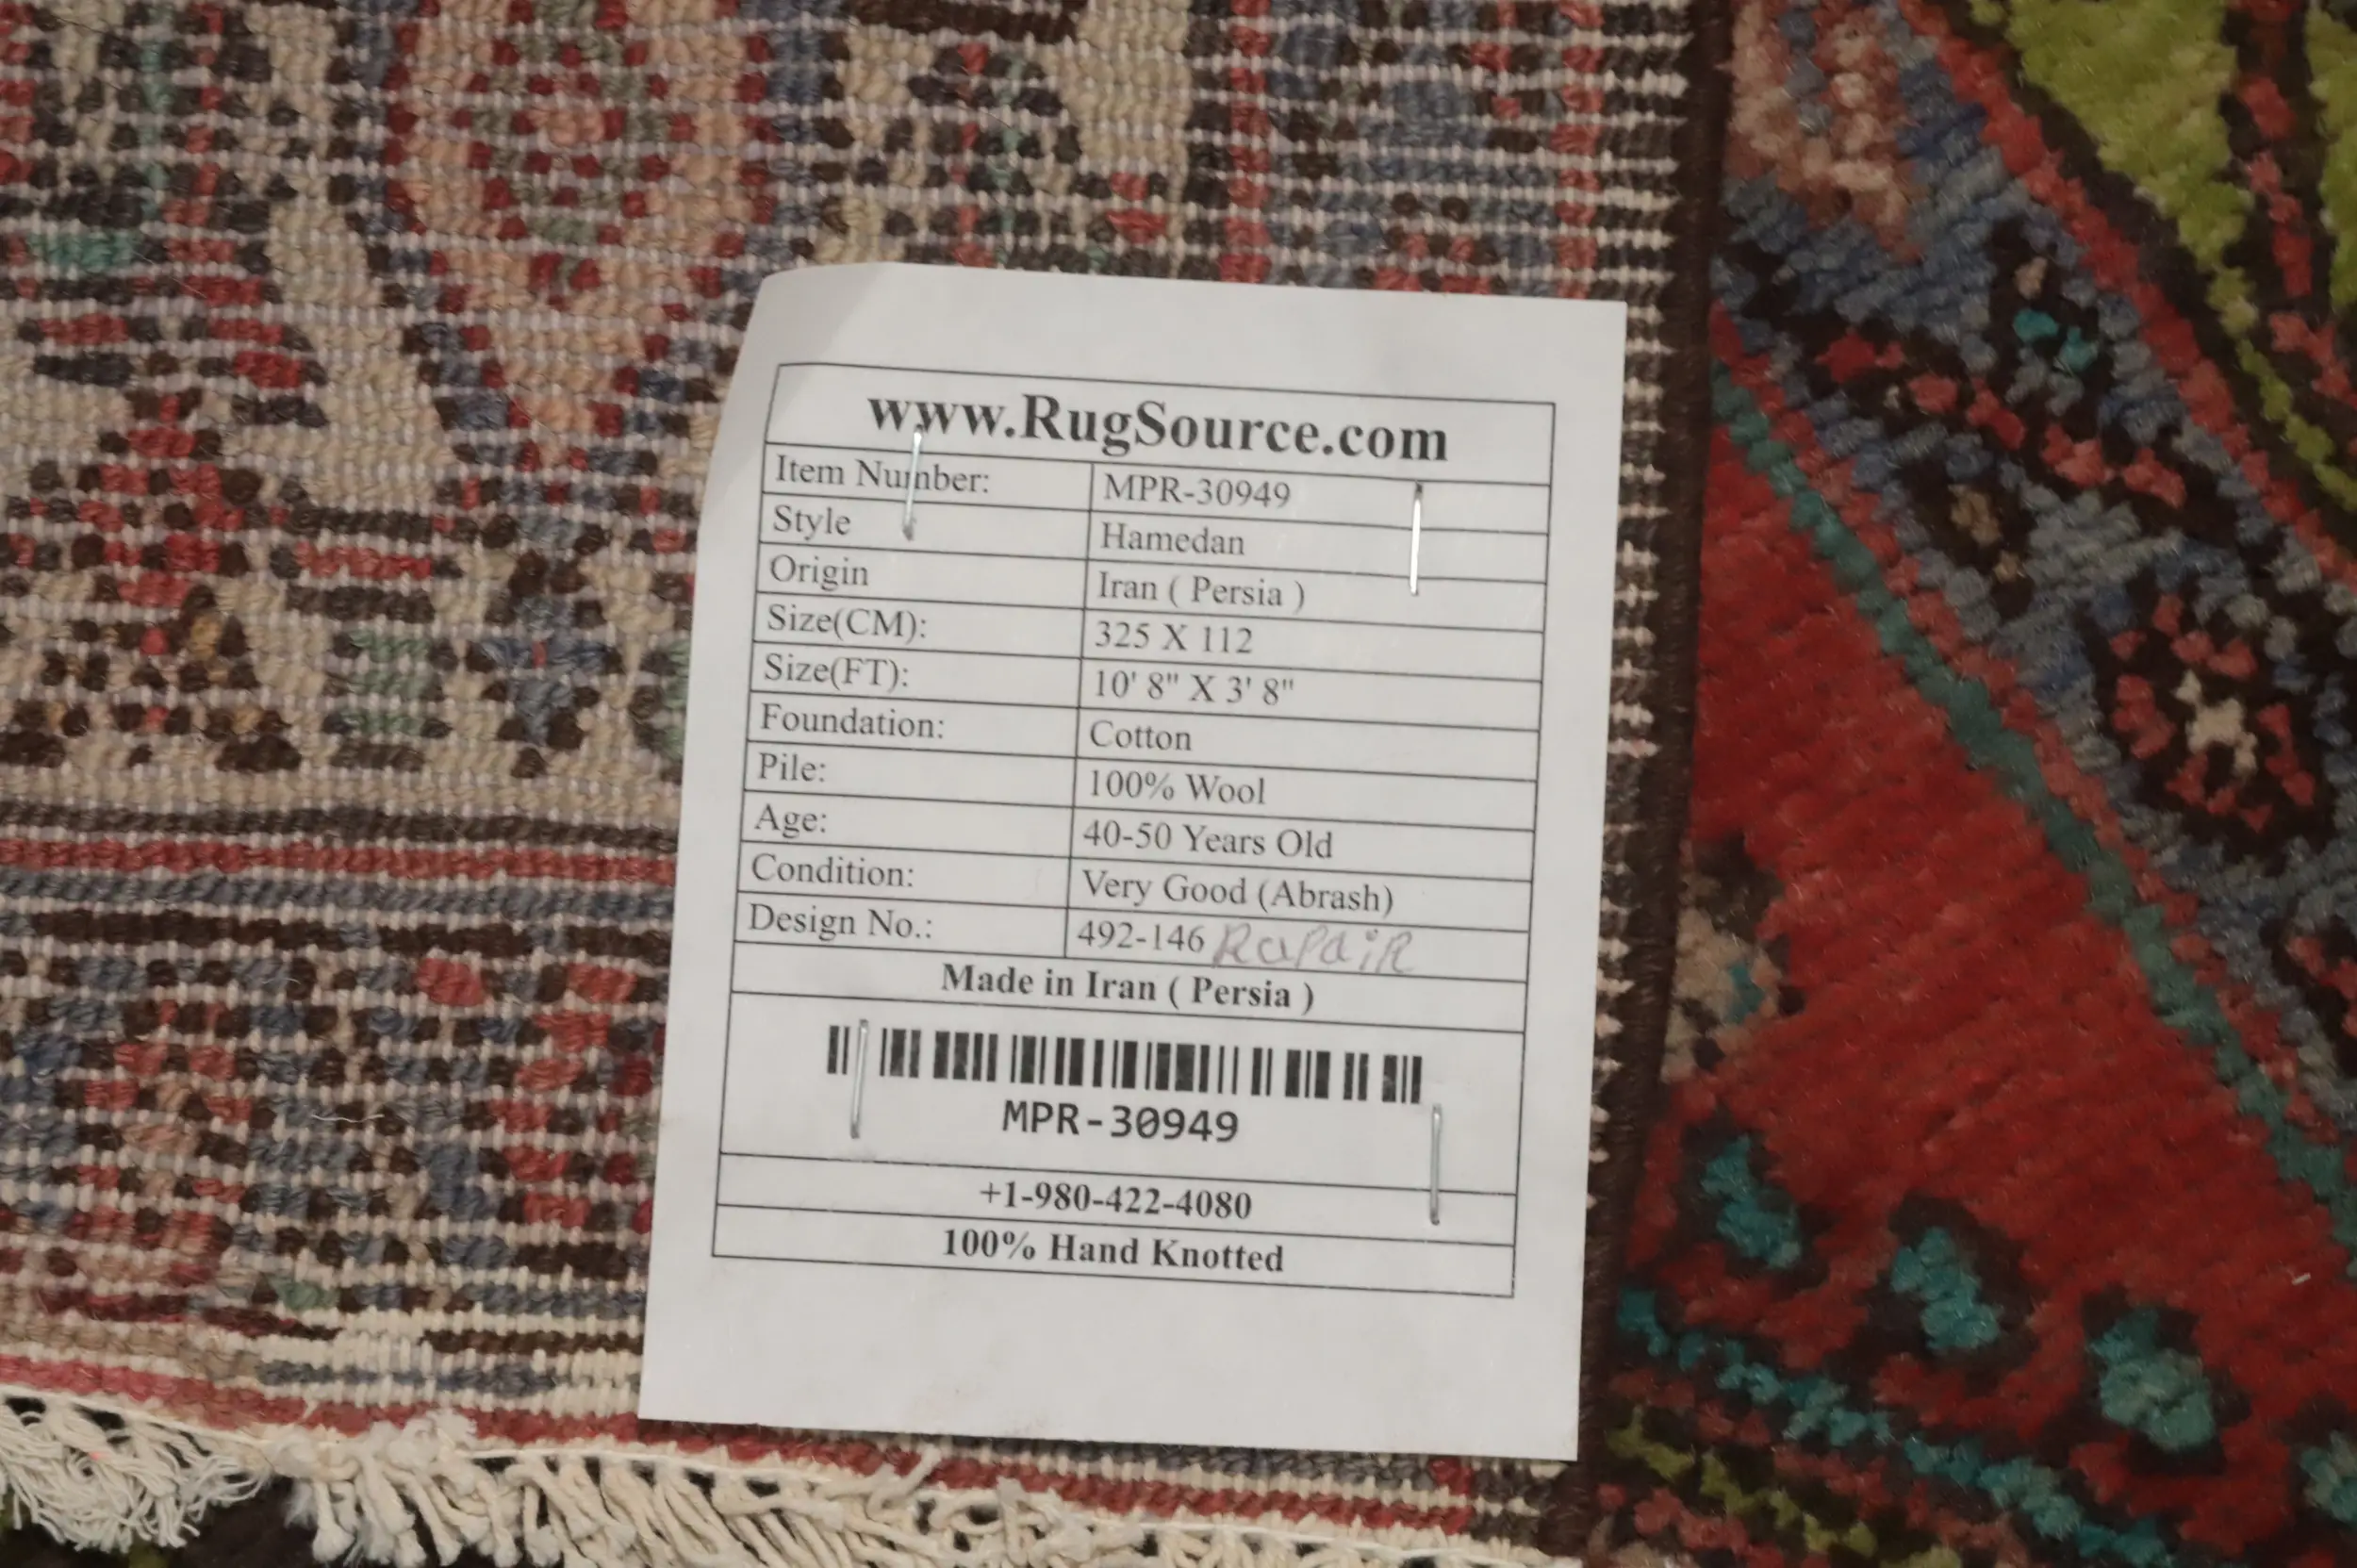 www.RugSource.com
Item Number: MPR-30949
Style Hamedan
Origin Iran ( Persia )
Size(CM): 325 X 112
Size(FT): 10' 8" X 3' 8"
Foundation: Cotton
Pile: 100% Wool
Age: 40-50 Years Old
Condition: Very Good (Abrash)
Design No.: 492-146 RapaiR
Made in Iran ( Persia )
MPR-30949
+1-980-422-4080
100% Hand Knotted